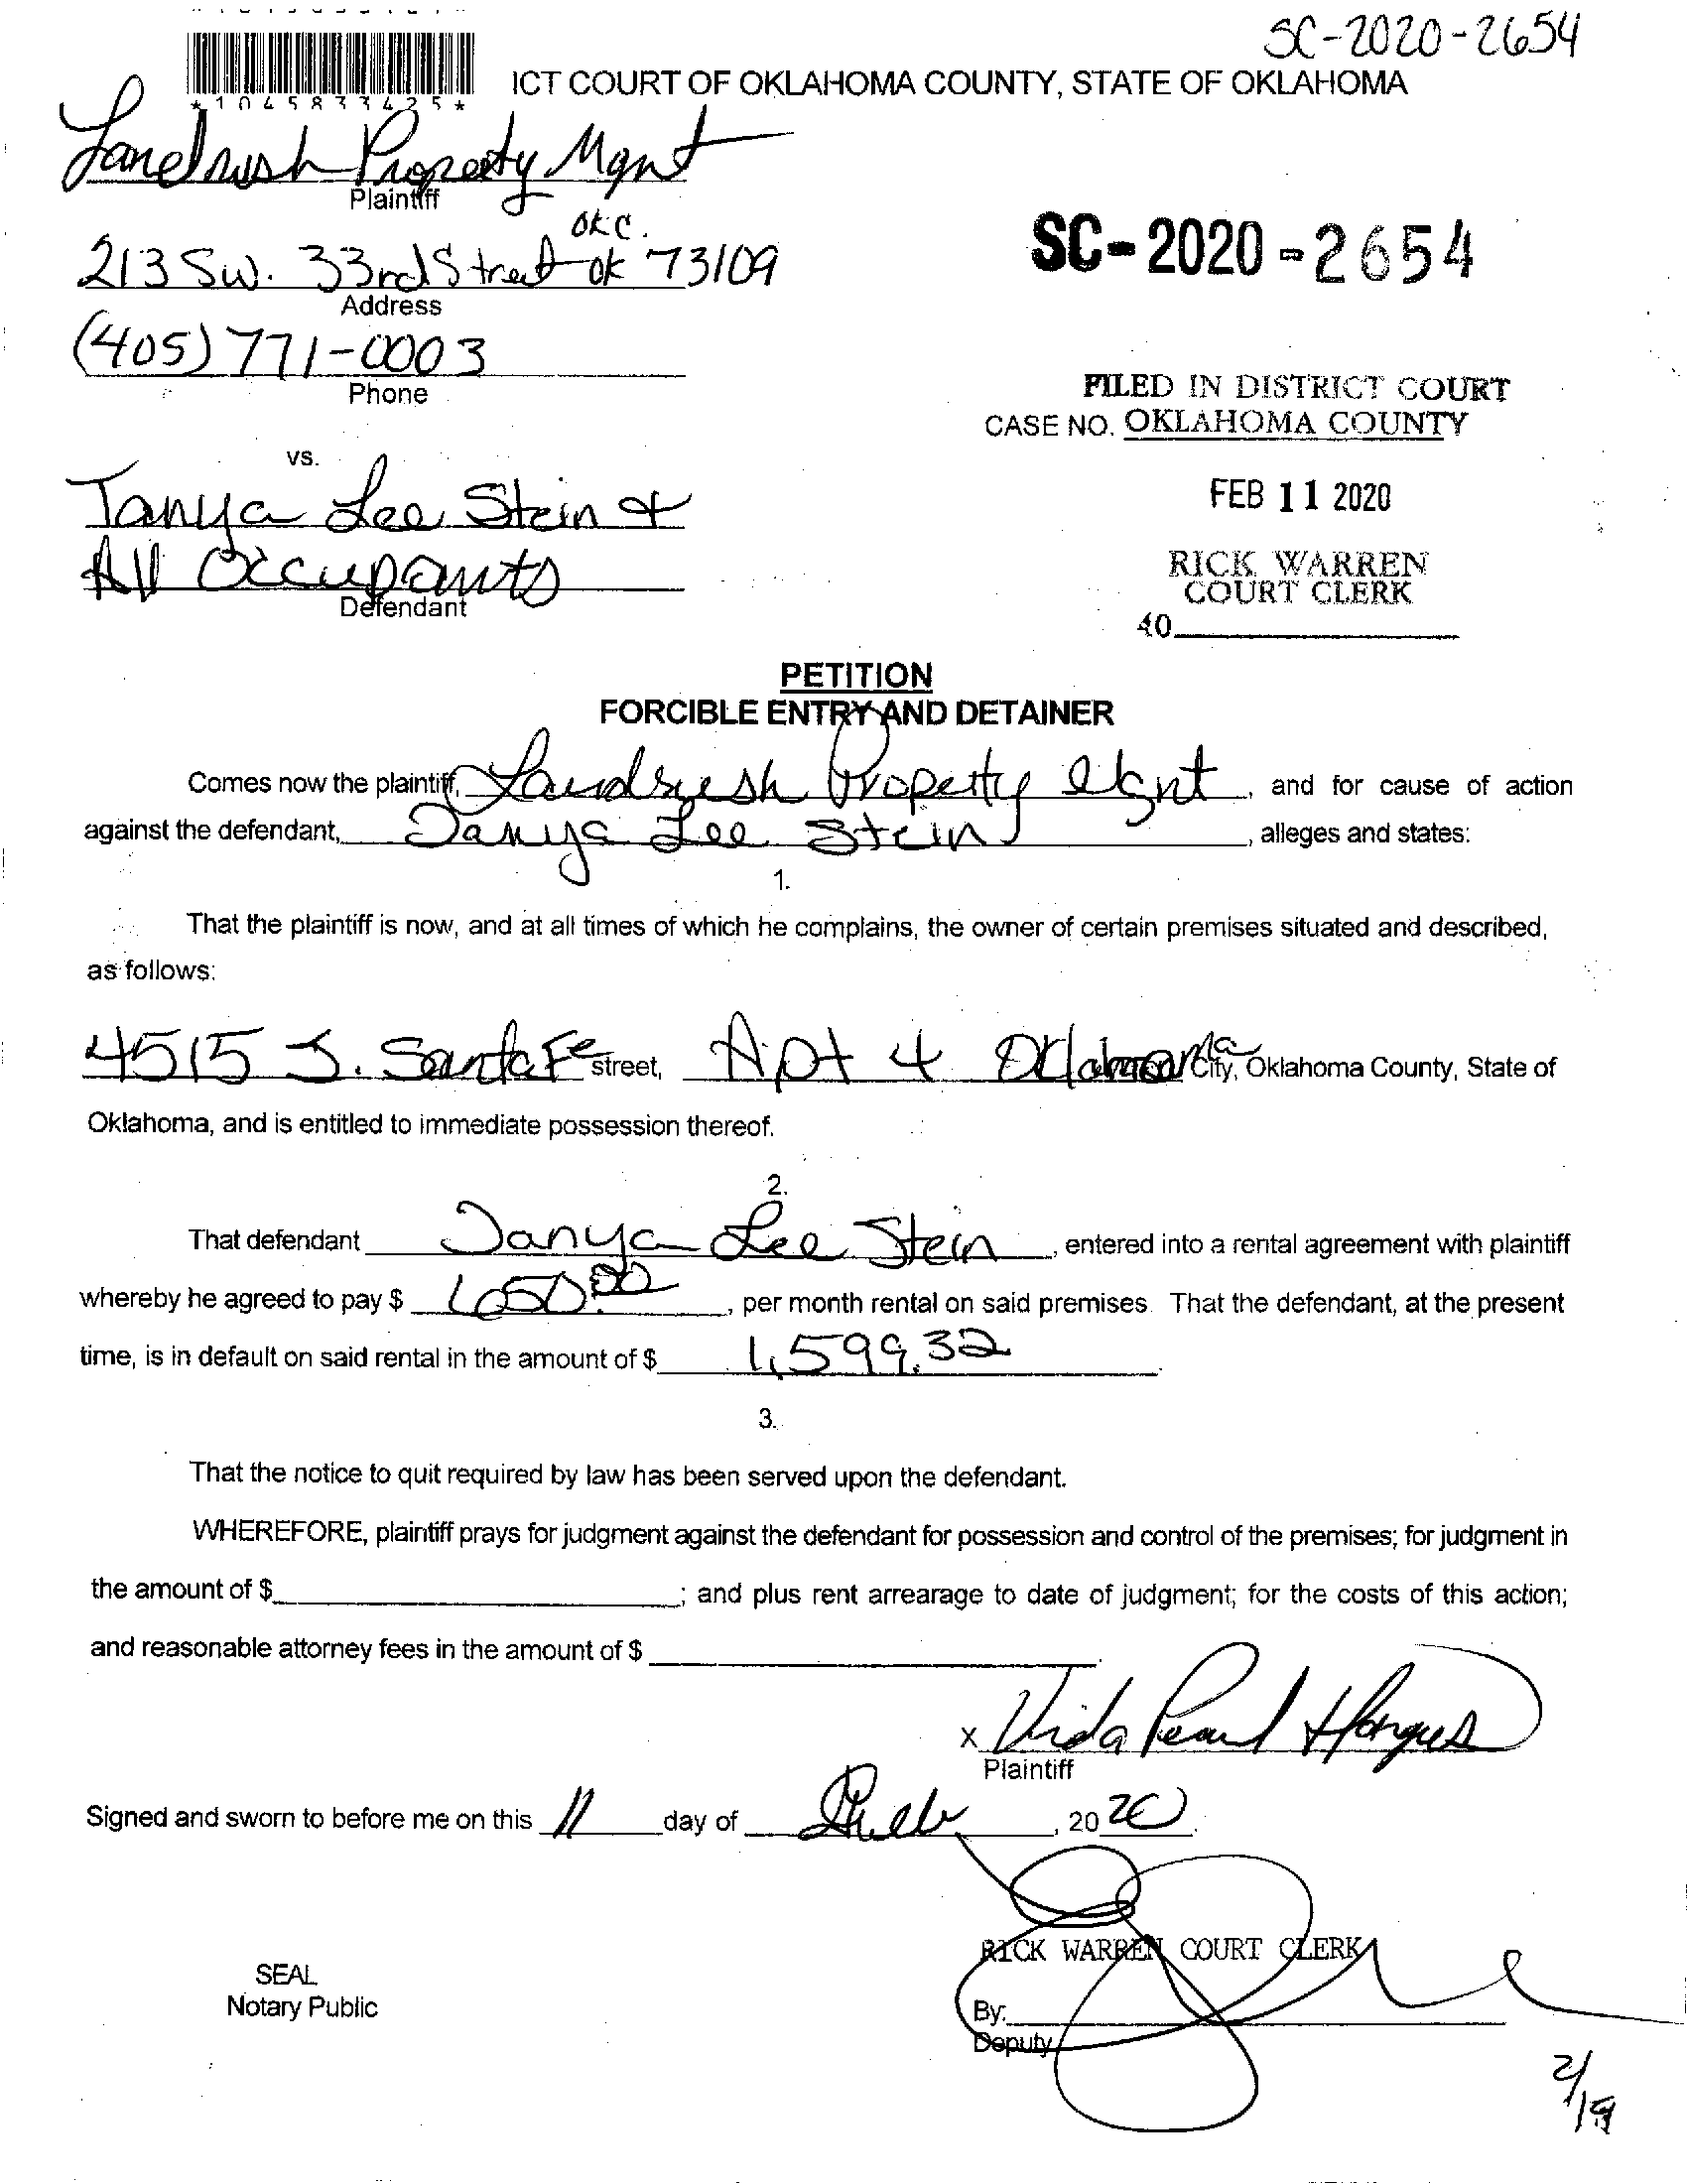 SC-2020-2654
ICT COURT OF OKLAHOMA COUNTY, STATE OF OKLAHOMA
*1045833425*
Landrush Property Mgnt
Plaintiff
OKC.
213 SW. 33rd Street OK 73109
SC-2020-2654
Address
(405) 771-0003
Phone
FILED IN DISTRICT COURT
CASE NO. OKLAHOMA COUNTY
vs.
Tanya Lee Stein &
FEB 11 2020
All Occupants
Defendant
RICK WARREN
COURT CLERK
40
PETITION
FORCIBLE ENTRY AND DETAINER
Comes now the plaintiff, Landrush Property Mgnt, and for cause of action
against the defendant, Tanya Lee Stein, alleges and states:
1.
That the plaintiff is now, and at all times of which he complains, the owner of certain premises situated and described,
as follows:
4515 S. Santa Fe street, Apt 4 Oklahoma City, Oklahoma County, State of
Oklahoma, and is entitled to immediate possession thereof.
2.
That defendant Tanya Lee Stein, entered into a rental agreement with plaintiff
whereby he agreed to pay $ 650.00, per month rental on said premises. That the defendant, at the present
time, is in default on said rental in the amount of $ 1,599.32.
3.
That the notice to quit required by law has been served upon the defendant.
WHEREFORE, plaintiff prays for judgment against the defendant for possession and control of the premises; for judgment in
the amount of $ ; and plus rent arrearage to date of judgment; for the costs of this action;
and reasonable attorney fees in the amount of $ .
x Vida Pearl Hargus
Plaintiff
Signed and sworn to before me on this 11 day of , 2020.
RICK WARREN COURT CLERK
SEAL
Notary Public
By:
Deputy
2/19